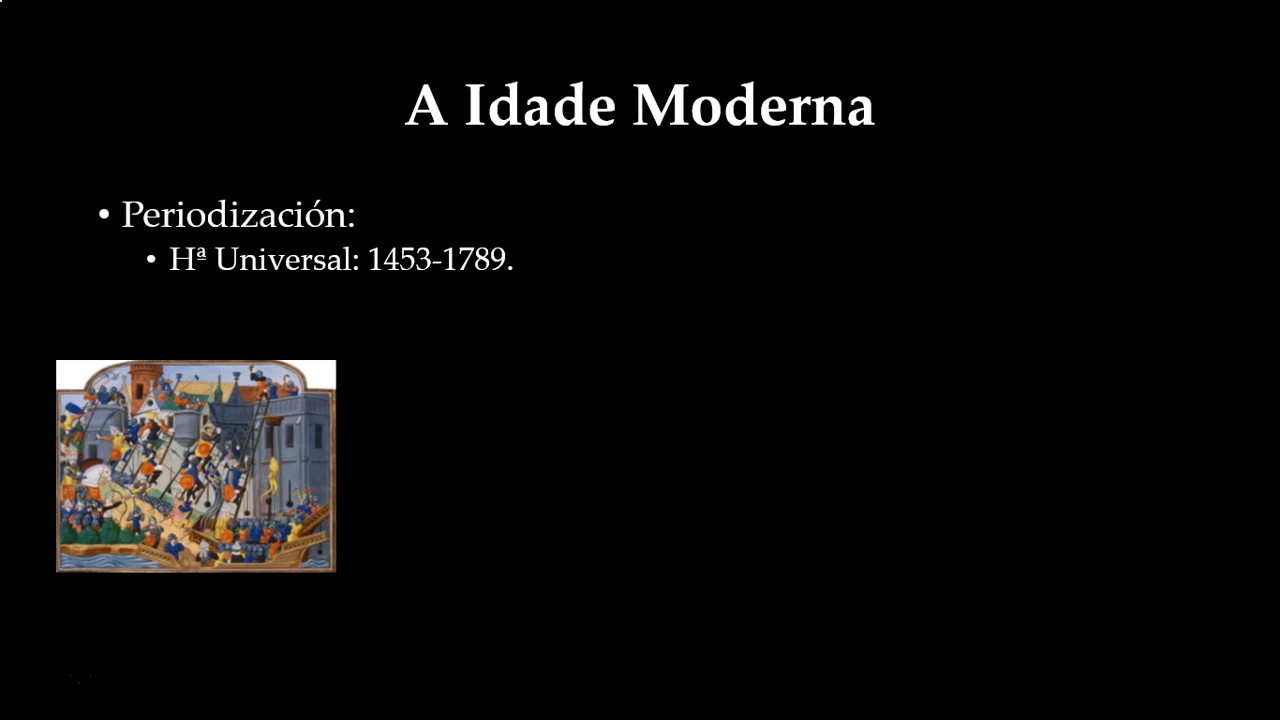 A Idade Moderna
• Periodización:
• Hª Universal: 1453-1789.